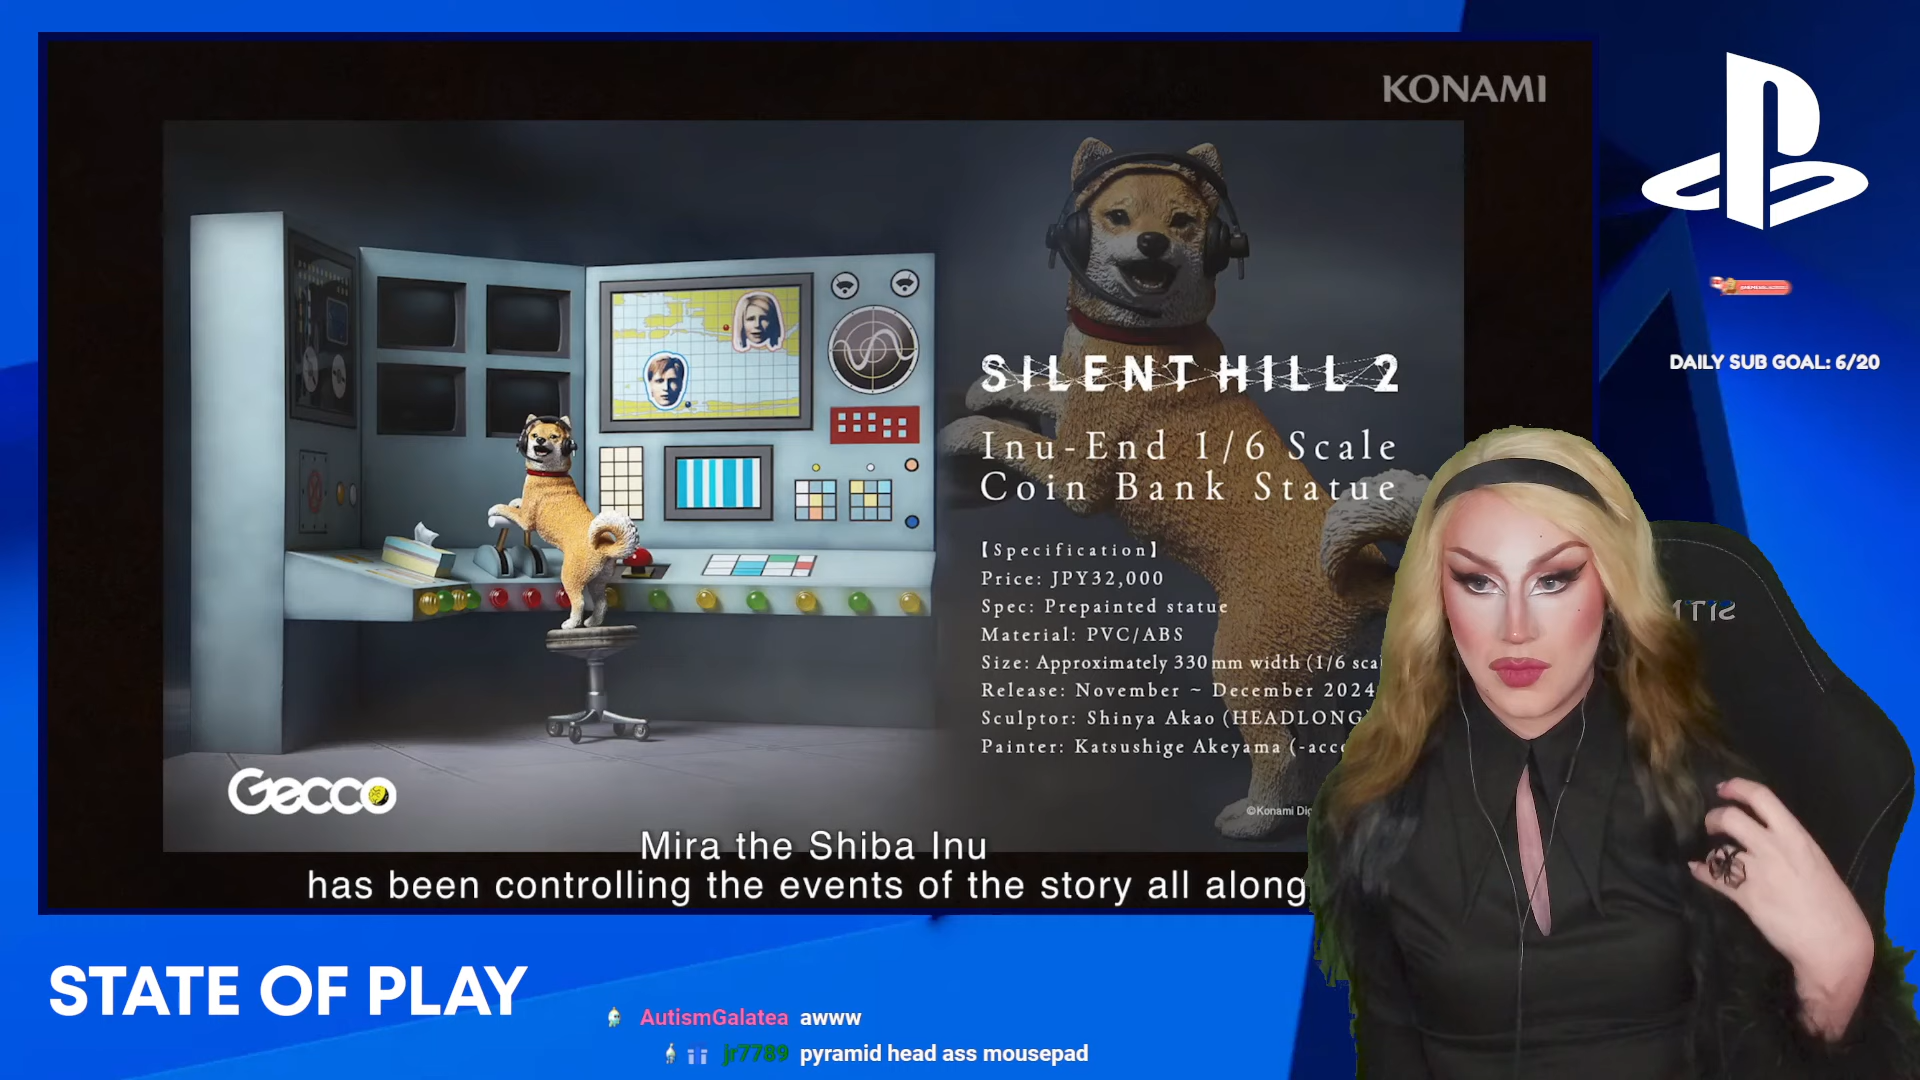 KONAMI
SILENT HILL 2
Inu-End 1/6 Scale
Coin Bank Statue
【Specification】
Price: JPY32,000
Spec: Prepainted statue
Material: PVC/ABS
Size: Approximately 330mm width (1/6
Release: November ~ December 2024
Sculptor: Shinya Akao (HEADLONG)
Painter: Katsushige Akeyama
©Konami
Gecco
Mira the Shiba Inu
has been controlling the events of the story all along
DAILY SUB GOAL: 6/20
STATE OF PLAY
AutismGalatea awww
jr7789 pyramid head ass mousepad